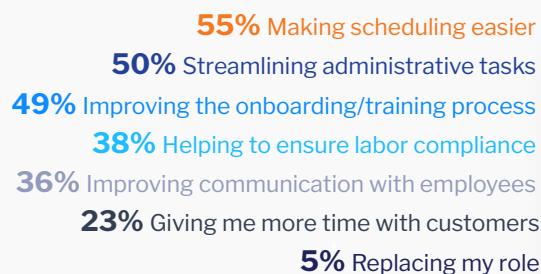 55% Making scheduling easier
50% Streamlining administrative tasks
49% Improving the onboarding/training process
38% Helping to ensure labor compliance
36% Improving communication with employees
23% Giving me more time with customers
5% Replacing my role